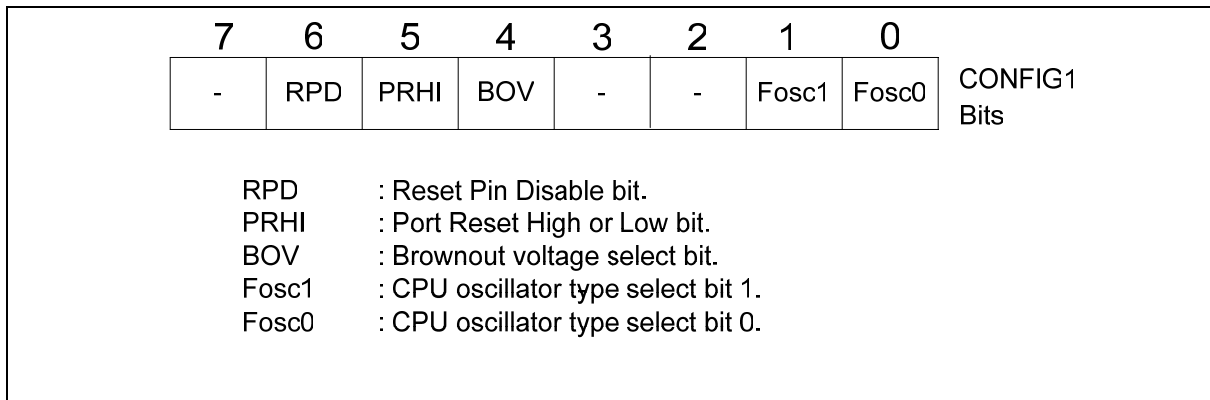 7 6 5 4 3 2 1 0
- RPD PRHI BOV - - Fosc1 Fosc0 CONFIG1
Bits
RPD : Reset Pin Disable bit.
PRHI : Port Reset High or Low bit.
BOV : Brownout voltage select bit.
Fosc1 : CPU oscillator type select bit 1.
Fosc0 : CPU oscillator type select bit 0.